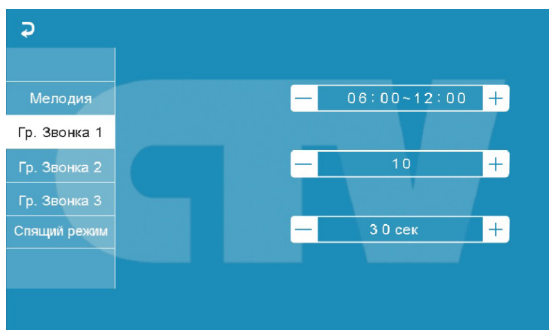 Мелодия
Гр. Звонка 1
Гр. Звонка 2
Гр. Звонка 3
Спящий режим
06:00~12:00
10
30 сек
CTV